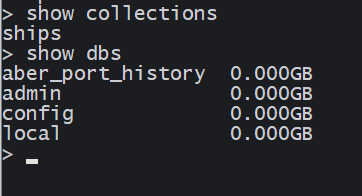 > show collections
ships
> show dbs
aber_port_history  0.000GB
admin              0.000GB
config             0.000GB
local              0.000GB
>